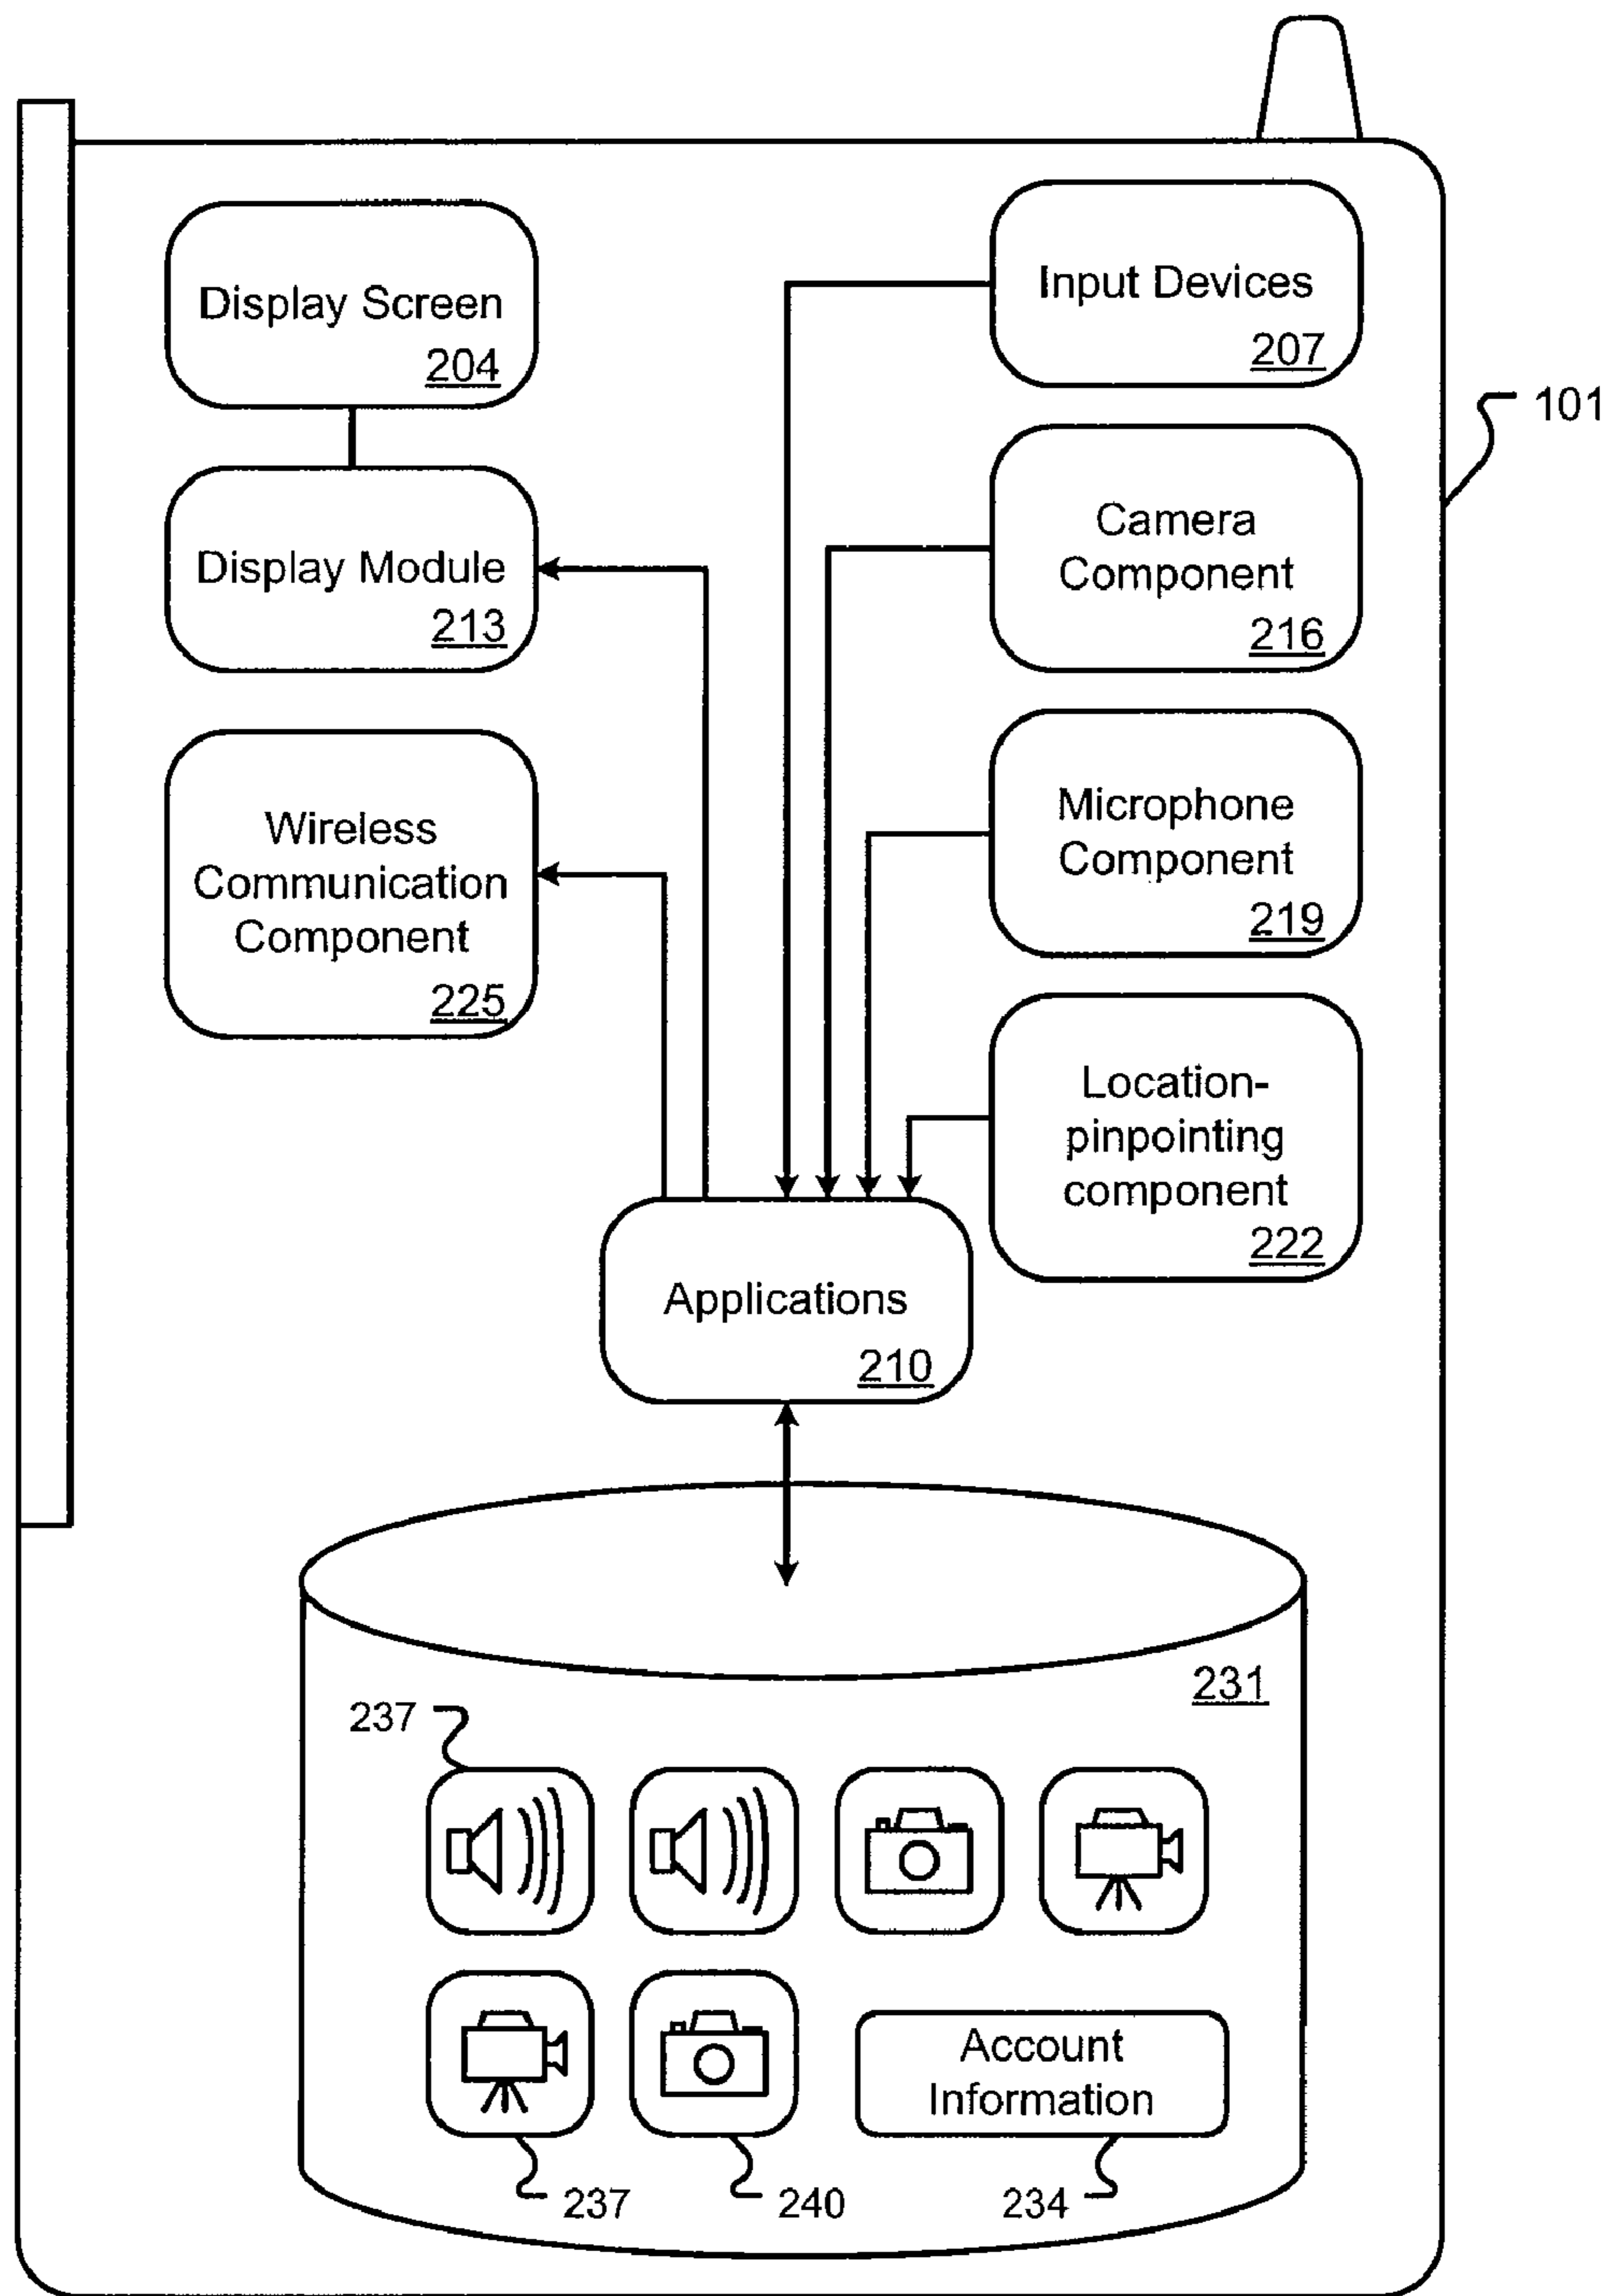 Display Screen
204
Input Devices
207
101
Display Module
213
Camera
Component
216
Wireless
Communication
Component
225
Microphone
Component
219
Location-
pinpointing
component
222
Applications
210
231
237
Account
Information
237
240
234